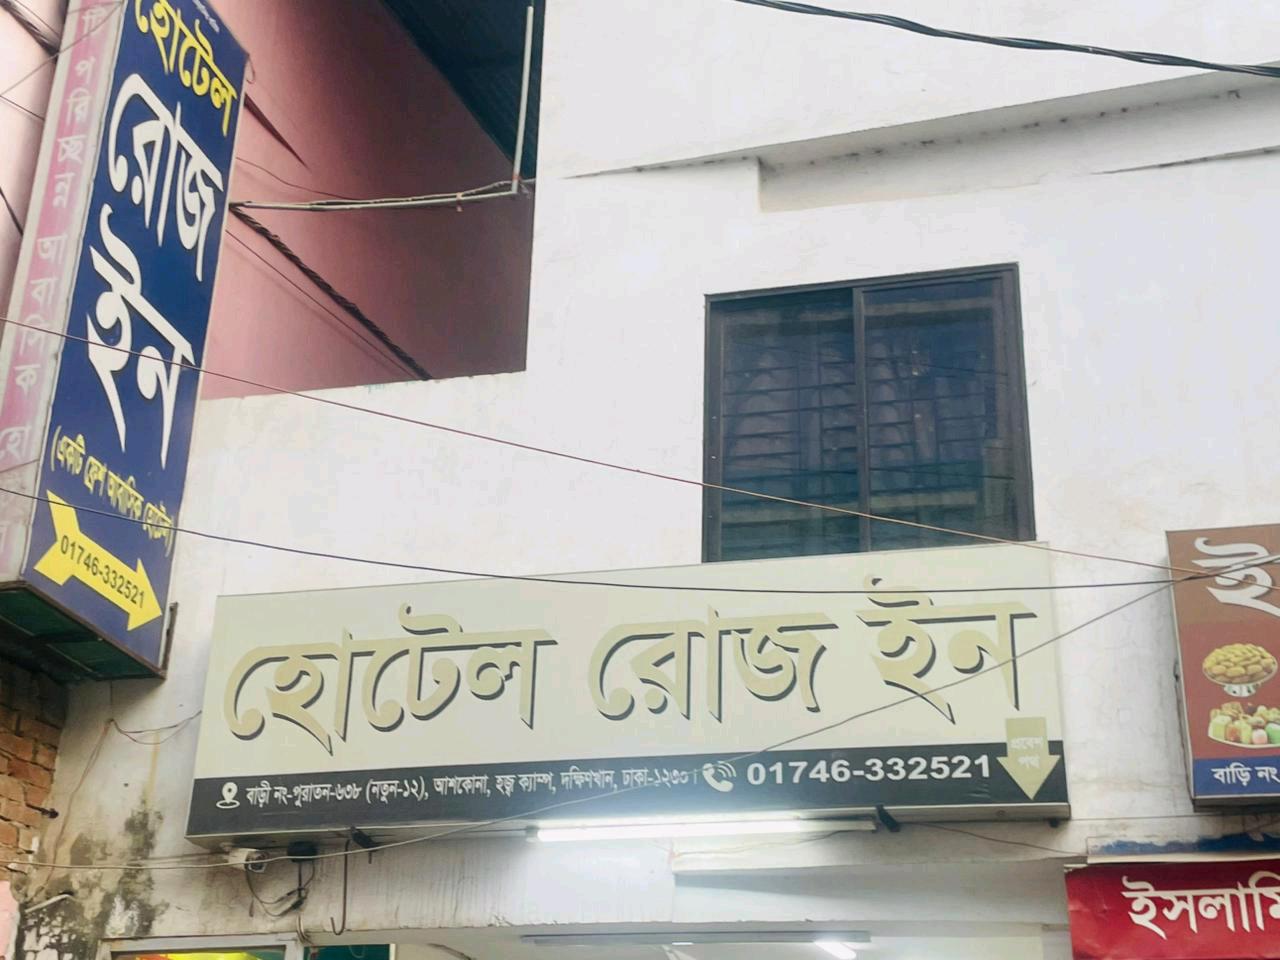 হোটেল
রোজ
ইন
(একটি ফ্রেশ আবাসিক হোটেল)
01746-332521
হোটেল রোজ ইন
বাড়ী নং-পুরাতন-৬৩৮ (নতুন-১২), আশকোনা, হজ্ব ক্যাম্প, দক্ষিণখান, ঢাকা-১২৩০।
01746-332521
প্রবেশ
পথ
ই
বাড়ি নং
ইসলামি